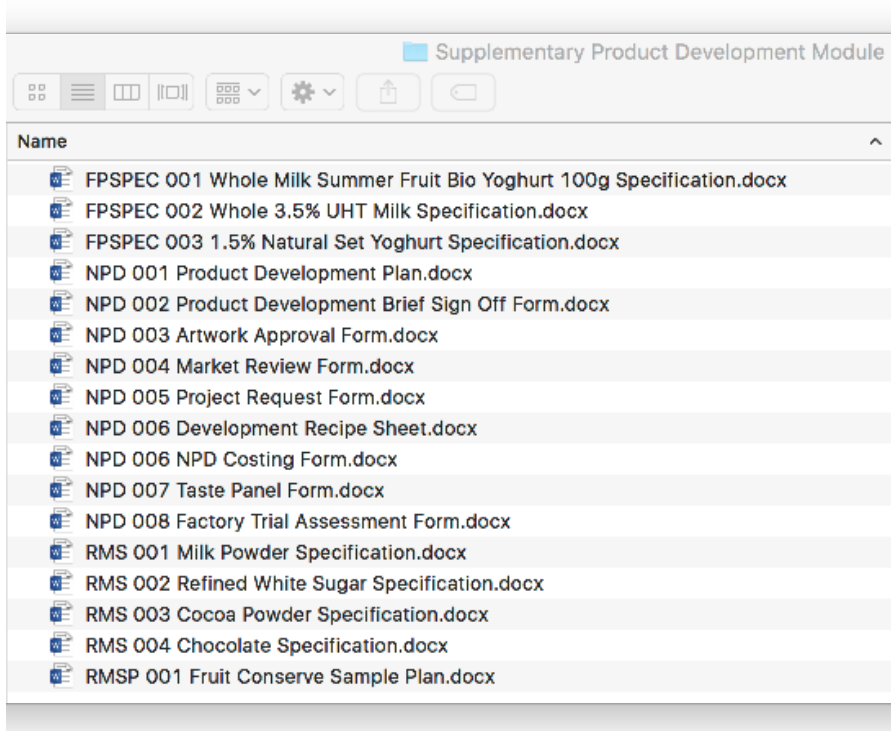 Supplementary Product Development Module
Name
FPSPEC 001 Whole Milk Summer Fruit Bio Yoghurt 100g Specification.docx
FPSPEC 002 Whole 3.5% UHT Milk Specification.docx
FPSPEC 003 1.5% Natural Set Yoghurt Specification.docx
NPD 001 Product Development Plan.docx
NPD 002 Product Development Brief Sign Off Form.docx
NPD 003 Artwork Approval Form.docx
NPD 004 Market Review Form.docx
NPD 005 Project Request Form.docx
NPD 006 Development Recipe Sheet.docx
NPD 006 NPD Costing Form.docx
NPD 007 Taste Panel Form.docx
NPD 008 Factory Trial Assessment Form.docx
RMS 001 Milk Powder Specification.docx
RMS 002 Refined White Sugar Specification.docx
RMS 003 Cocoa Powder Specification.docx
RMS 004 Chocolate Specification.docx
RMSP 001 Fruit Conserve Sample Plan.docx